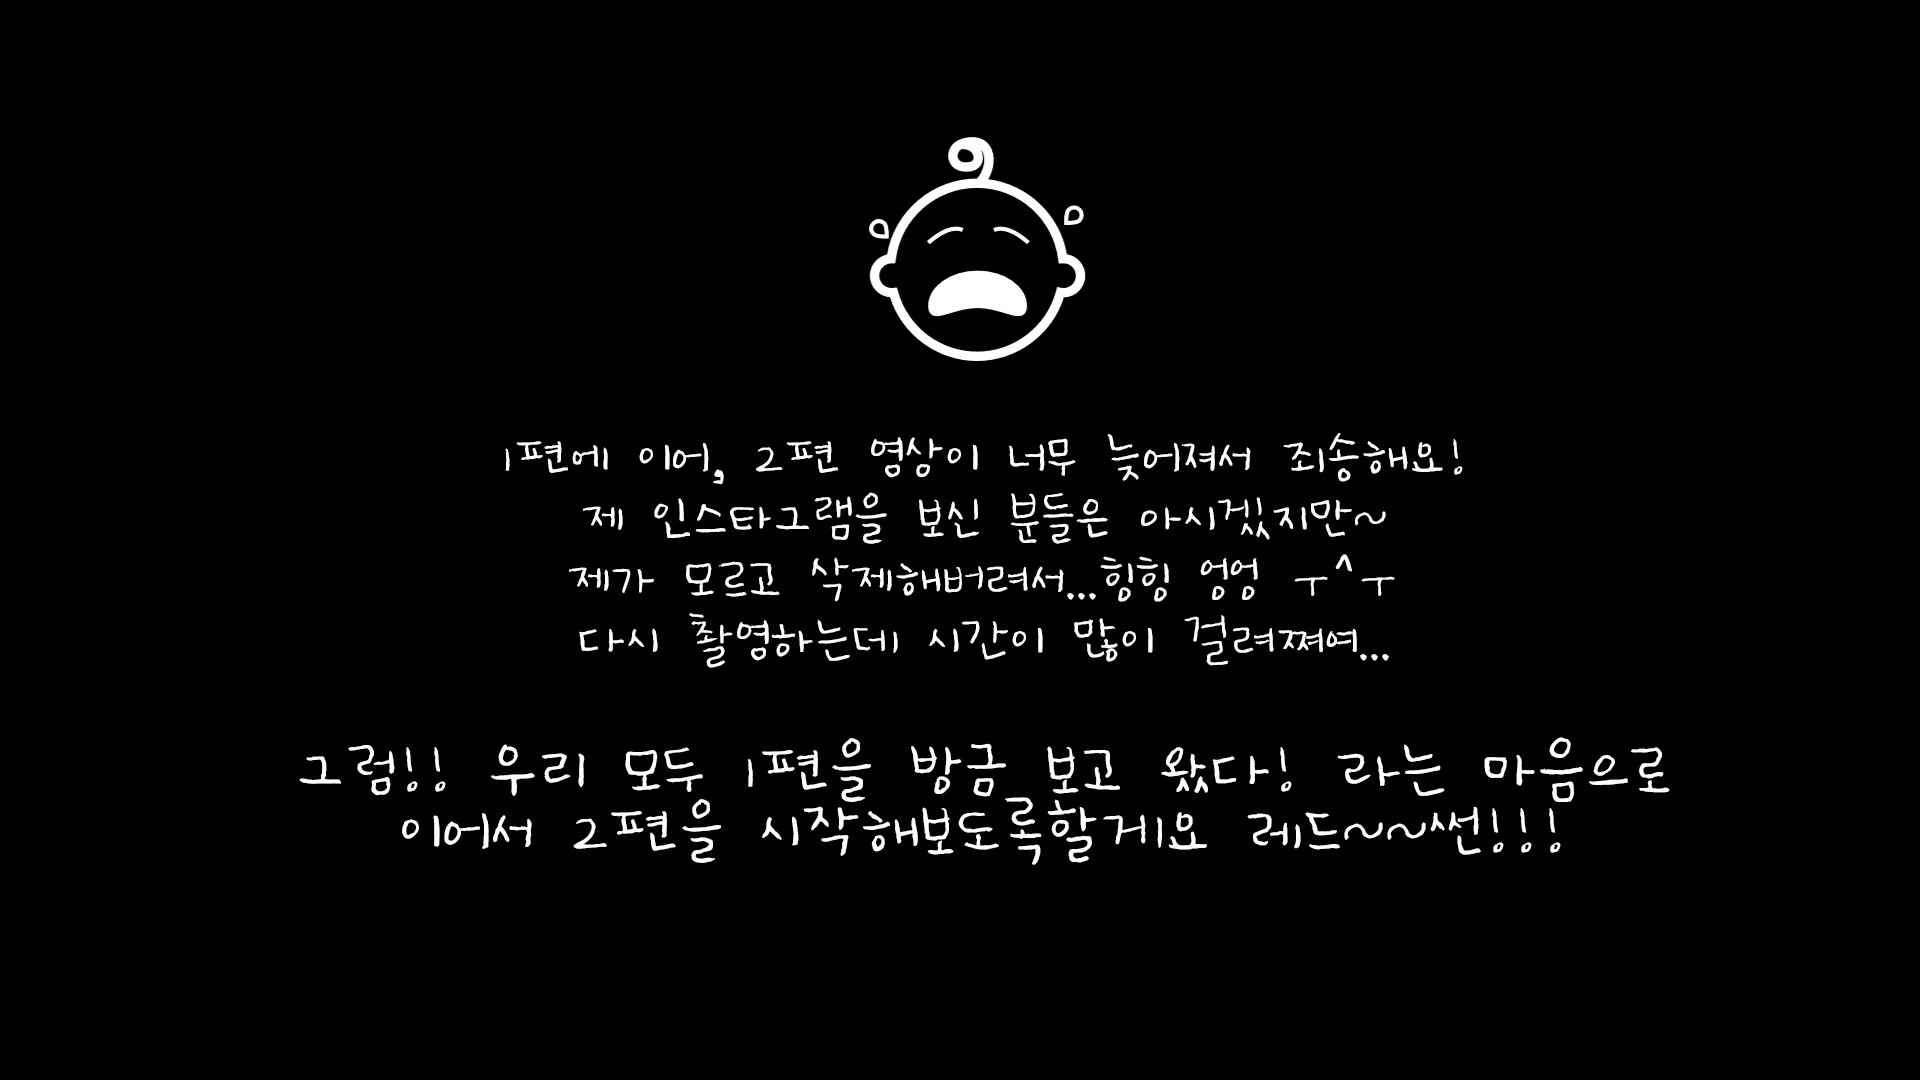 1편에 이어, 2편 영상이 너무 늦어져서 죄송해요!
제 인스타그램을 보신 분들은 아시겠지만~
제가 모르고 삭제해버려서...힝힝 엉엉 ㅜ^ㅜ
다시 촬영하는데 시간이 많이 걸려쪄여...
그럼!! 우리 모두 1편을 방금 보고 왔다! 라는 마음으로
이어서 2편을 시작해보도록할게요 레드~~썬!!!